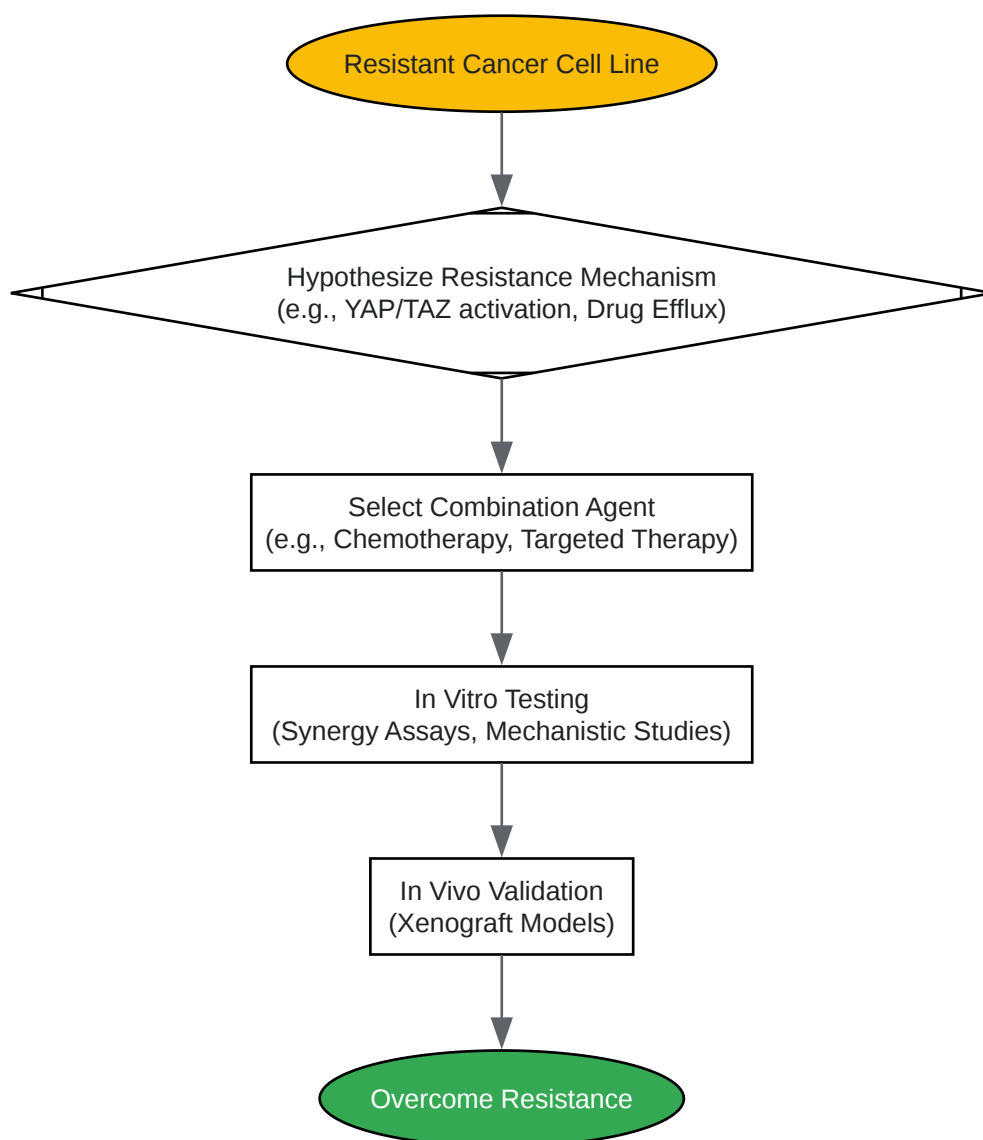 Resistant Cancer Cell Line
Hypothesize Resistance Mechanism
(e.g., YAP/TAZ activation, Drug Efflux)
Select Combination Agent
(e.g., Chemotherapy, Targeted Therapy)
In Vitro Testing
(Synergy Assays, Mechanistic Studies)
In Vivo Validation
(Xenograft Models)
Overcome Resistance